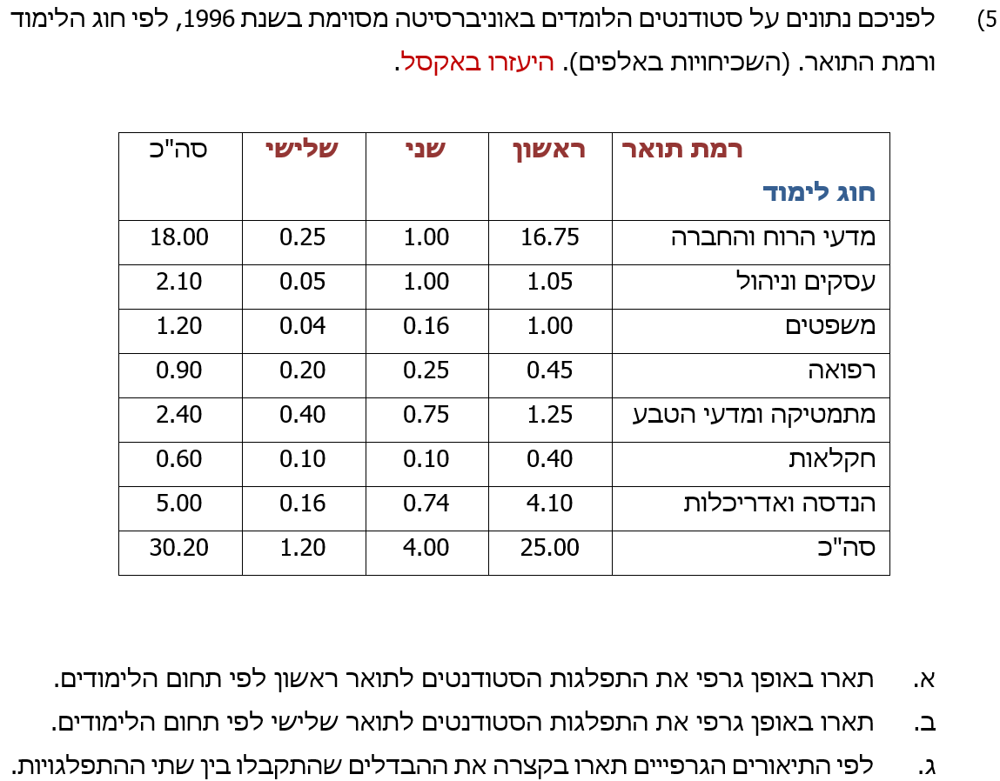 5) לפניכם נתונים על סטודנטים הלומדים באוניברסיטה מסוימת בשנת 1996, לפי חוג הלימוד
ורמת התואר. (השכיחויות באלפים). היעזרו באקסל.
רמת תואר ראשון שני שלישי סה"כ
חוג לימוד
מדעי הרוח והחברה 16.75 1.00 0.25 18.00
עסקים וניהול 1.05 1.00 0.05 2.10
משפטים 1.00 0.16 0.04 1.20
רפואה 0.45 0.25 0.20 0.90
מתמטיקה ומדעי הטבע 1.25 0.75 0.40 2.40
חקלאות 0.40 0.10 0.10 0.60
הנדסה ואדריכלות 4.10 0.74 0.16 5.00
סה"כ 25.00 4.00 1.20 30.20
א. תארו באופן גרפי את התפלגות הסטודנטים לתואר ראשון לפי תחום הלימודים.
ב. תארו באופן גרפי את התפלגות הסטודנטים לתואר שלישי לפי תחום הלימודים.
ג. לפי התיאורים הגרפייים תארו בקצרה את ההבדלים שהתקבלו בין שתי ההתפלגויות.